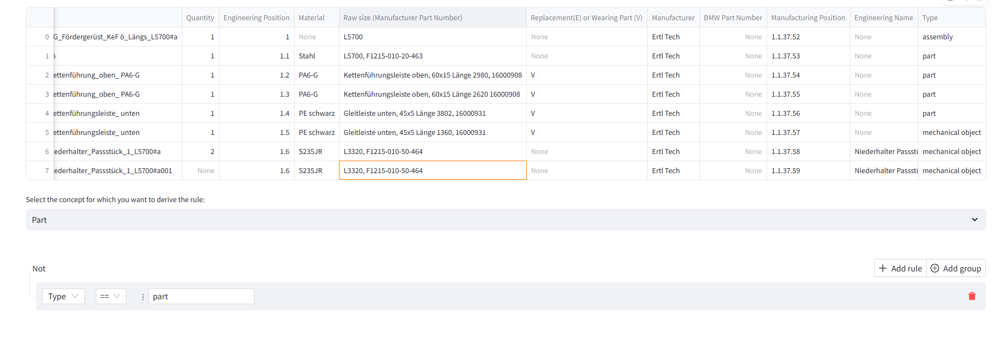 Quantity Engineering Position Material Raw size (Manufacturer Part Number) Replacement(E) or Wearing Part (V) Manufacturer BMW Part Number Manufacturing Position Engineering Name Type
0 G_Fördergerüst_KeF ö_Längs_L5700#a 1 1 None L5700 None Ertl Tech None 1.1.37.52 None assembly
1 1 1.1 Stahl L5700, F1215-010-20-463 None Ertl Tech None 1.1.37.53 None part
2 ettenführung_oben_ PA6-G 1 1.2 PA6-G Kettenführungsleiste oben, 60x15 Länge 2980, 16000908 V Ertl Tech None 1.1.37.54 None part
3 ettenführung_oben_ PA6-G 1 1.3 PA6-G Kettenführungsleiste oben, 60x15 Länge 2620 16000908 V Ertl Tech None 1.1.37.55 None part
4 ettenführungsleiste_ unten 1 1.4 PE schwarz Gleitleiste unten, 45x5 Länge 3802, 16000931 V Ertl Tech None 1.1.37.56 None part
5 ettenführungsleiste_ unten 1 1.5 PE schwarz Gleitleiste unten, 45x5 Länge 1360, 16000931 V Ertl Tech None 1.1.37.57 None mechanical object
6 ederhalter_Passstück_1_L5700#a 2 1.6 S235JR L3320, F1215-010-50-464 None Ertl Tech None 1.1.37.58 Niederhalter Passstü mechanical object
7 ederhalter_Passstück_1_L5700#a001 None 1.6 S235JR L3320, F1215-010-50-464 None Ertl Tech None 1.1.37.59 Niederhalter Passstü mechanical object
Select the concept for which you want to derive the rule:
Part
Not Add rule Add group
Type == : part